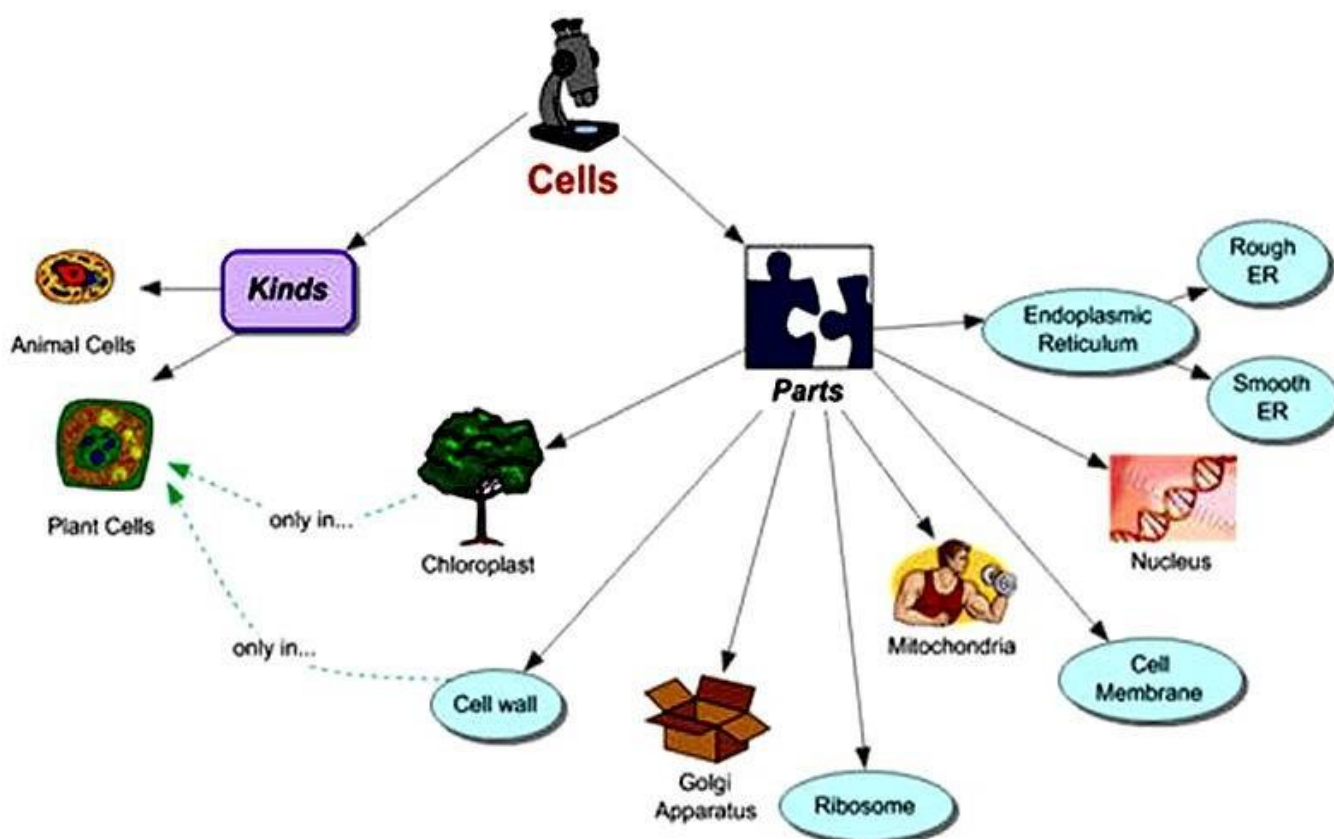 Cells
Kinds
Animal Cells
Plant Cells
only in...
only in...
Parts
Chloroplast
Cell wall
Golgi
Apparatus
Ribosome
Mitochondria
Cell
Membrane
Nucleus
Endoplasmic
Reticulum
Rough
ER
Smooth
ER